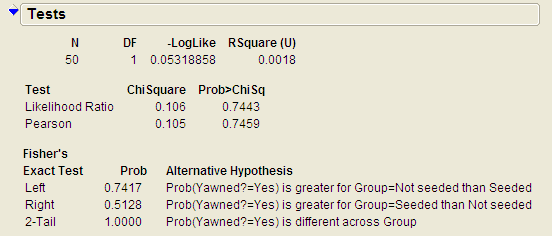 Tests
N DF -LogLike RSquare (U)
50 1 0.05318858 0.0018
Test ChiSquare Prob>ChiSq
Likelihood Ratio 0.106 0.7443
Pearson 0.105 0.7459
Fisher's
Exact Test Prob Alternative Hypothesis
Left 0.7417 Prob(Yawned?=Yes) is greater for Group=Not seeded than Seeded
Right 0.5128 Prob(Yawned?=Yes) is greater for Group=Seeded than Not seeded
2-Tail 1.0000 Prob(Yawned?=Yes) is different across Group